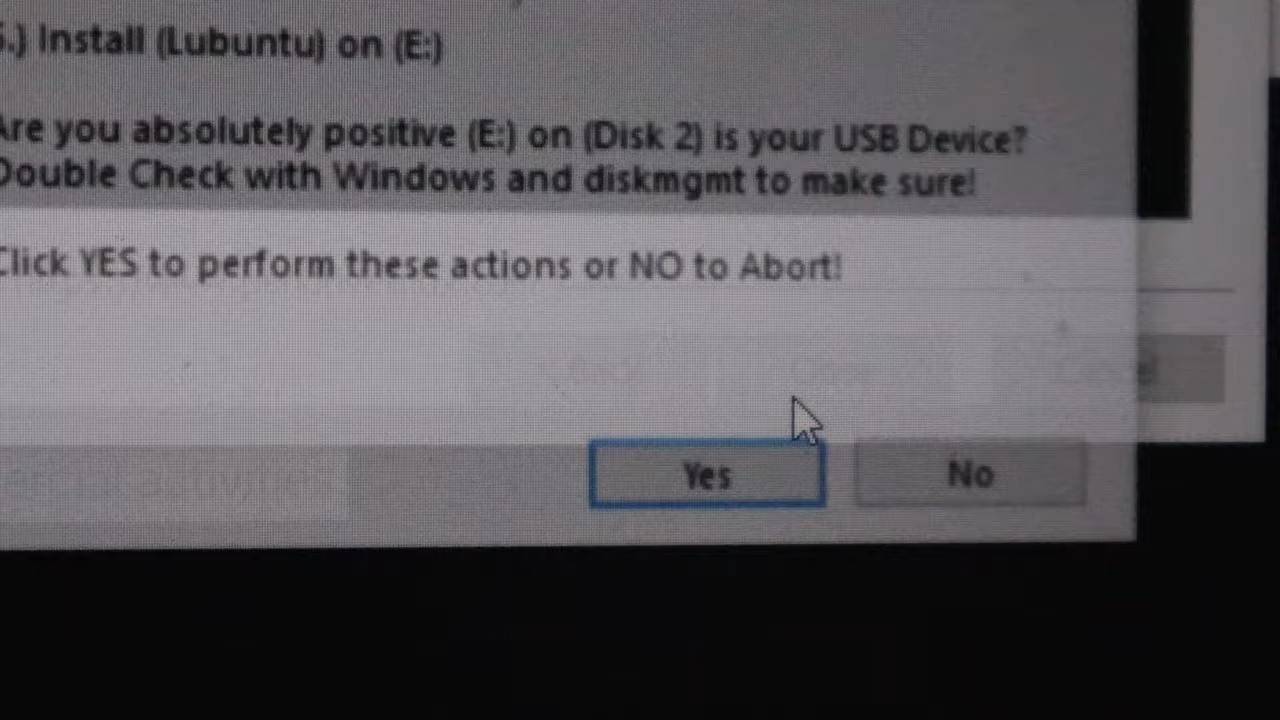 .) Install (Lubuntu) on (E:)
Are you absolutely positive (E:) on (Disk 2) is your USB Device?
Double Check with Windows and diskmgmt to make sure!
Click YES to perform these actions or NO to Abort!
Yes
No